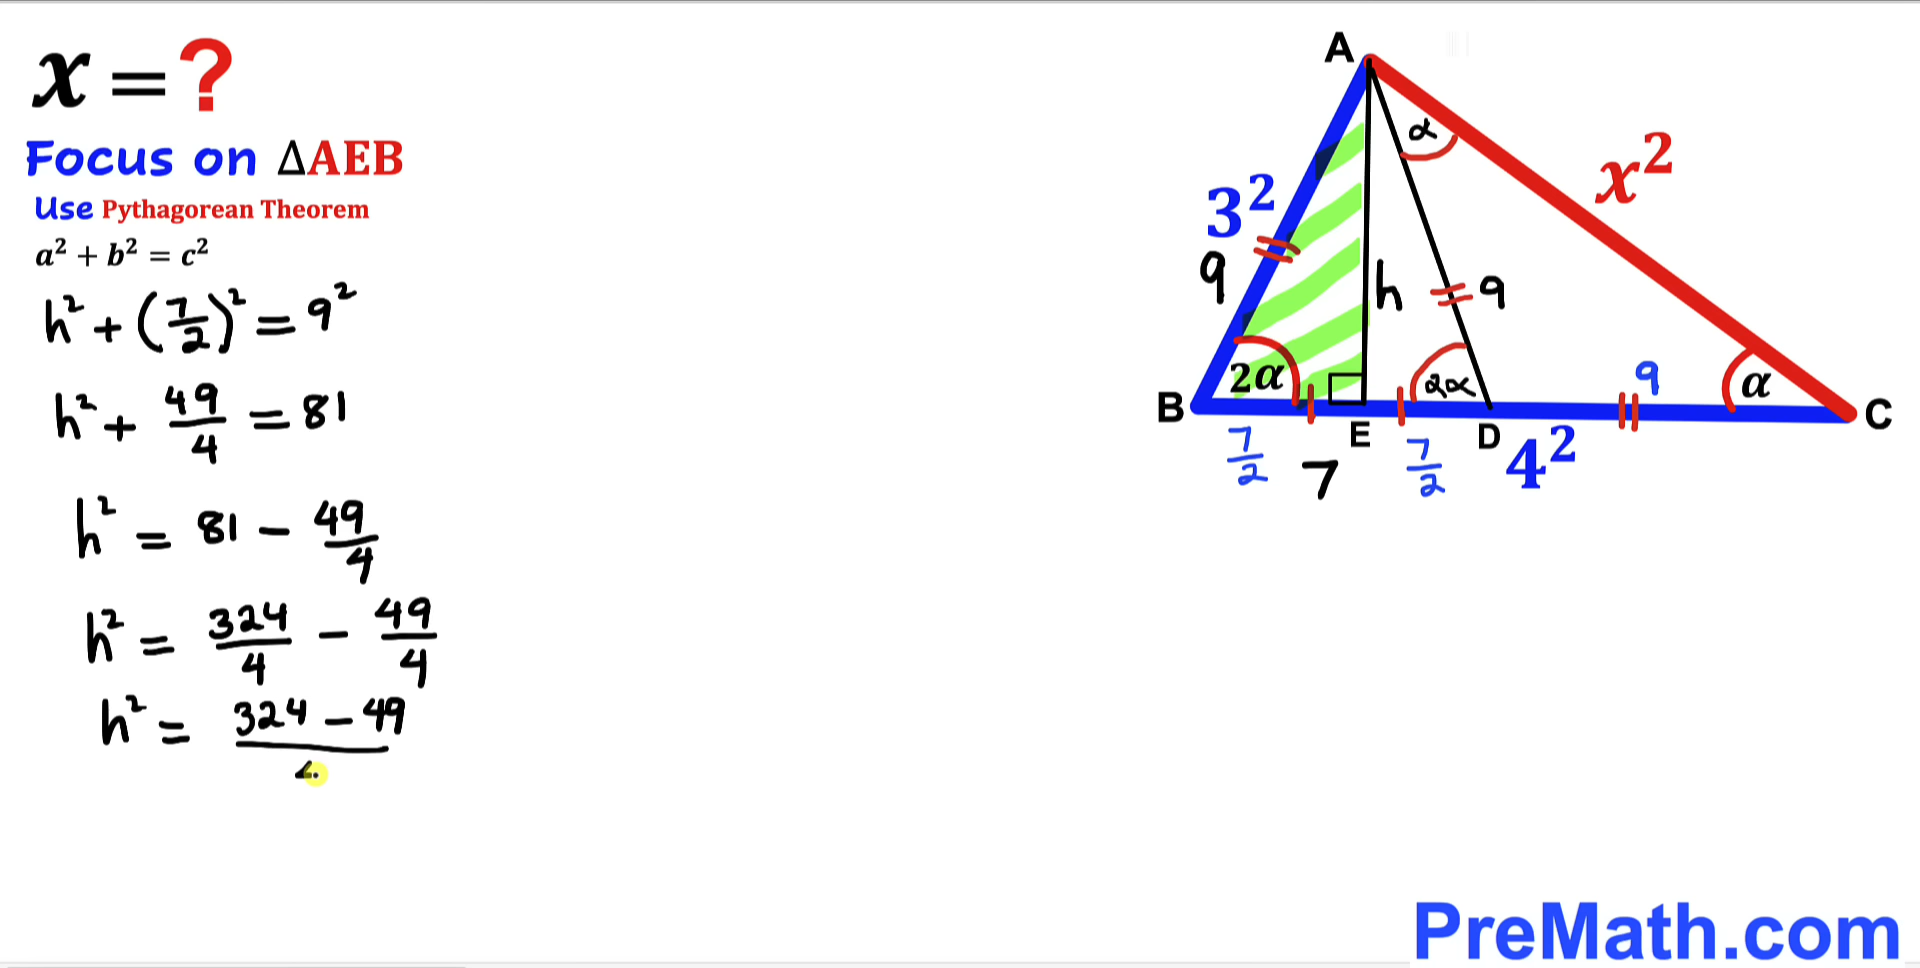 x = ?
Focus on ΔAEB
Use Pythagorean Theorem
a² + b² = c²
h² + (7/2)² = 9²
h² + 49/4 = 81
h² = 81 - 49/4
h² = 324/4 - 49/4
h² = 324 - 49
A
α
x²
3²
9
h
9
2α
2α
9
α
B
E
D
C
7/2
7
7/2
4²
PreMath.com